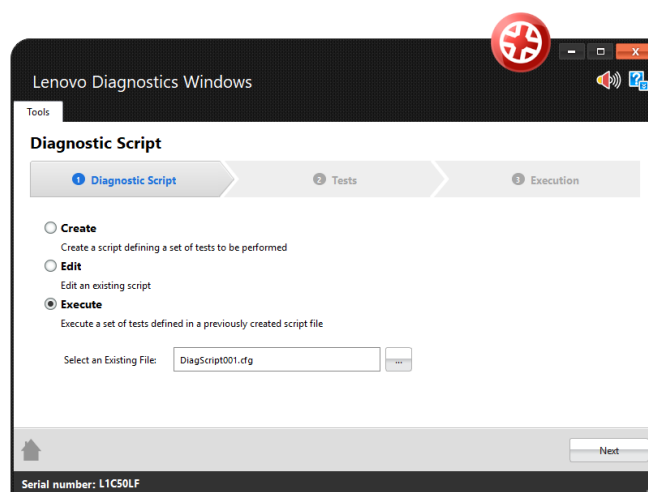 Lenovo Diagnostics Windows
Tools
Diagnostic Script
1 Diagnostic Script
2 Tests
3 Execution
Create
Create a script defining a set of tests to be performed
Edit
Edit an existing script
Execute
Execute a set of tests defined in a previously created script file
Select an Existing File: DiagScript001.cfg ...
Next
Serial number: L1C50LF